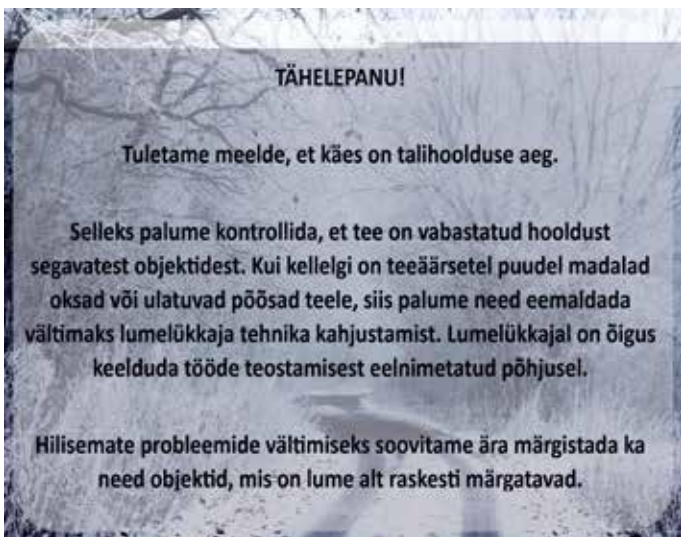 TÄHELEPANU!
Tuletame meelde, et käes on talihoolduse aeg.
Selleks palume kontrollida, et tee on vabastatud hooldust
segavatest objektidest. Kui kellelgi on teeäärsetel puudel madalad
oksad või ulatuvad põõsad teele, siis palume need eemaldada
vältimaks lumelükkaja tehnika kahjustamist. Lumelükkajal on õigus
keelduda tööde teostamisest eelnimetatud põhjusel.
Hilisemate probleemide vältimiseks soovitame ära märgistada ka
need objektid, mis on lume alt raskesti märgatavad.